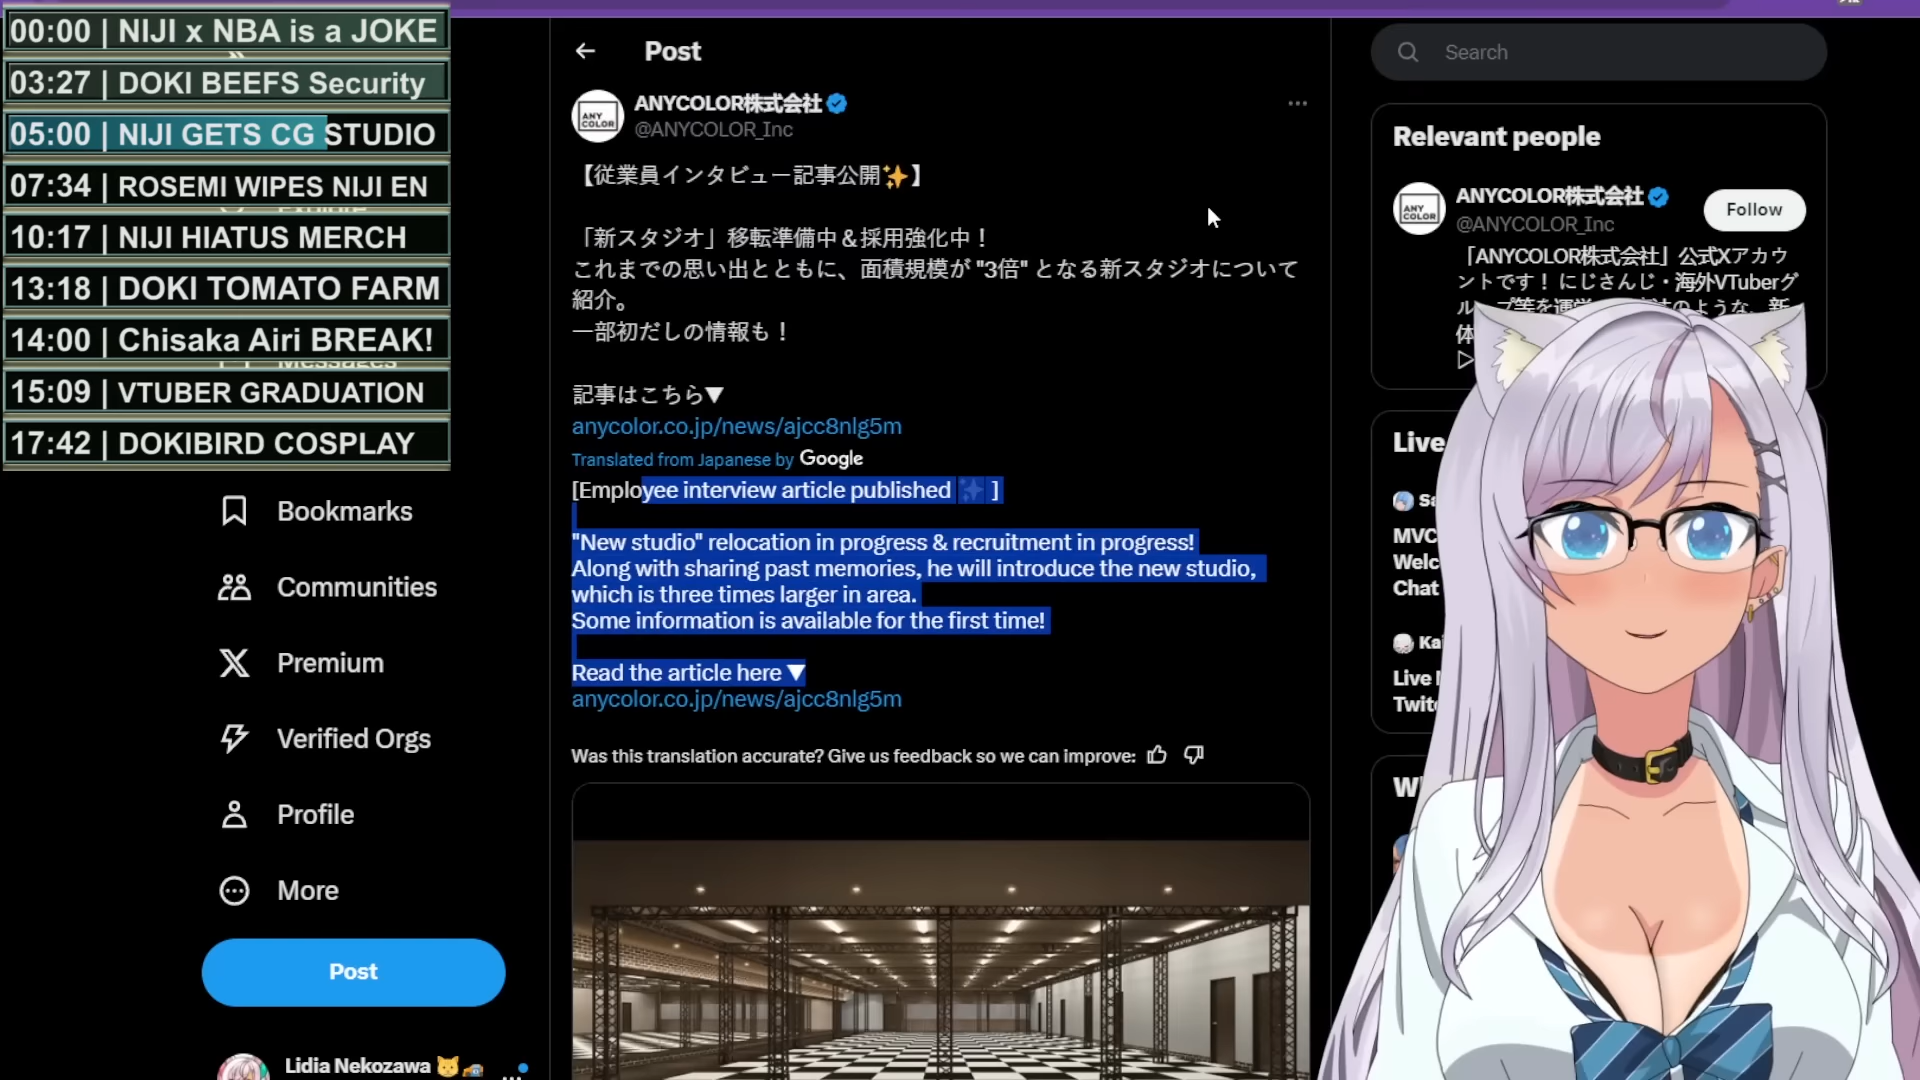 00:00 | NIJI x NBA is a JOKE
03:27 | DOKI BEEFS Security
05:00 | NIJI GETS CG STUDIO
07:34 | ROSEMI WIPES NIJI EN
10:17 | NIJI HIATUS MERCH
13:18 | DOKI TOMATO FARM
14:00 | Chisaka Airi BREAK!
15:09 | VTUBER GRADUATION
17:42 | DOKIBIRD COSPLAY
Bookmarks
Communities
Premium
Verified Orgs
Profile
More
Post
Lidia Nekozawa
Post
ANY COLOR
ANYCOLOR株式会社
@ANYCOLOR_Inc
【従業員インタビュー記事公開✨】
「新スタジオ」移転準備中＆採用強化中！
これまでの思い出とともに、面積規模が "3倍" となる新スタジオについて
紹介。
一部初だしの情報も！
記事はこちら▼
anycolor.co.jp/news/ajcc8nlg5m
Translated from Japanese by Google
[Employee interview article published ✨ ]
"New studio" relocation in progress & recruitment in progress!
Along with sharing past memories, he will introduce the new studio,
which is three times larger in area.
Some information is available for the first time!
Read the article here ▼
anycolor.co.jp/news/ajcc8nlg5m
Was this translation accurate? Give us feedback so we can improve:
Search
Relevant people
ANY COLOR
ANYCOLOR株式会社
@ANYCOLOR_Inc
Follow
「ANYCOLOR株式会社」公式Xアカウ
ントです！ にじさんじ・海外VTuberグ
Live
MVC
Welc
Chat
Ka
Live
Twit